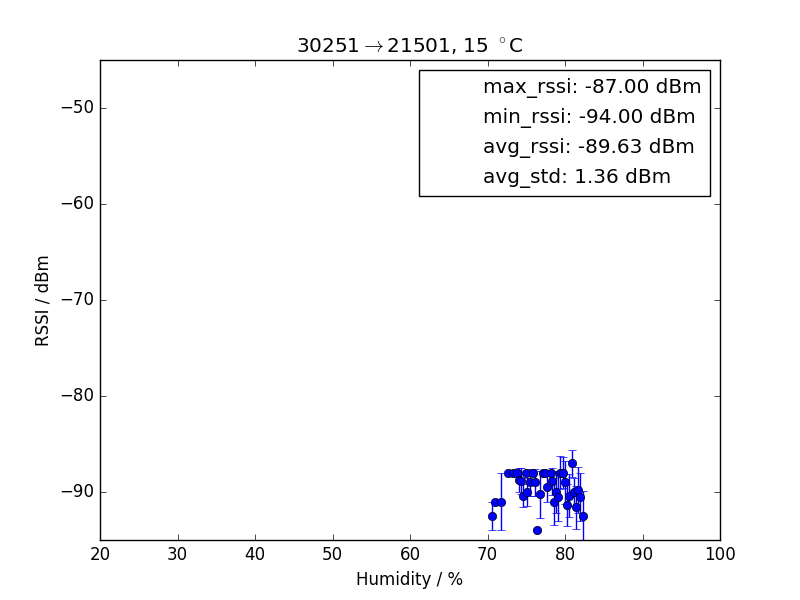 30251→21501, 15 °C
max_rssi: -87.00 dBm
min_rssi: -94.00 dBm
avg_rssi: -89.63 dBm
avg_std: 1.36 dBm
RSSI / dBm
−50
−60
−70
−80
−90
20 30 40 50 60 70 80 90 100
Humidity / %